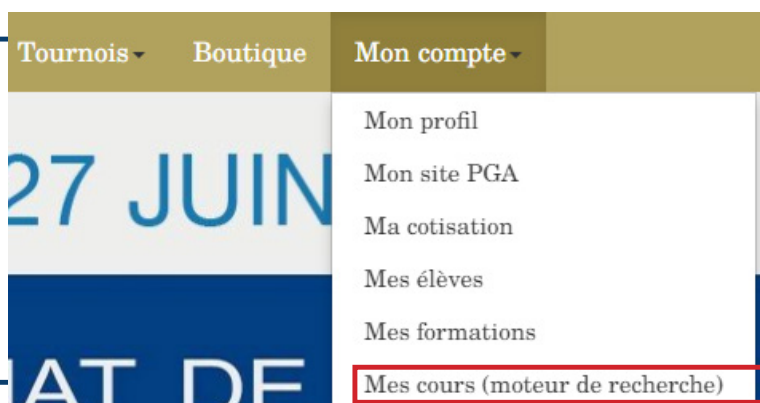 Tournois Boutique Mon compte
Mon profil
27 JUIN
Mon site PGA
Ma cotisation
Mes élèves
Mes formations
DE
Mes cours (moteur de recherche)